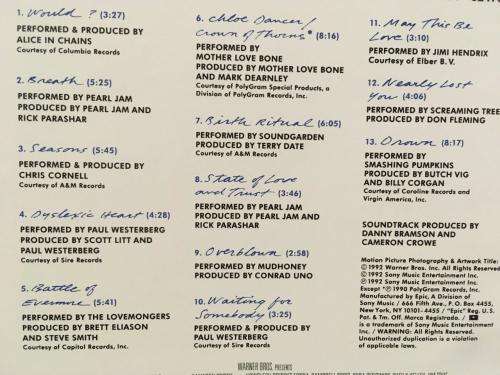 1. Would? (3:27)
PERFORMED & PRODUCED BY
ALICE IN CHAINS
Courtesy of Columbia Records
2. Breath (5:25)
PERFORMED BY PEARL JAM
PRODUCED BY PEARL JAM AND
RICK PARASHAR
3. Seasons (5:45)
PERFORMED & PRODUCED BY
CHRIS CORNELL
Courtesy of A&M Records
4. Dyslexic Heart (4:28)
PERFORMED BY PAUL WESTERBERG
PRODUCED BY SCOTT LITT AND
PAUL WESTERBERG
Courtesy of Sire Records
5. Battle of
Evermore (5:41)
PERFORMED BY THE LOVEMONGERS
PRODUCED BY BRETT ELIASON
AND STEVE SMITH
Courtesy of Capitol Records, Inc.
6. Chloe Dancer/
Crown of Thorns* (8:16)
PERFORMED BY
MOTHER LOVE BONE
PRODUCED BY MOTHER LOVE BONE
AND MARK DEARNLEY
Courtesy of PolyGram Special Products, a
Division of PolyGram Records, Inc.
7. Birth Ritual (6:05)
PERFORMED BY SOUNDGARDEN
PRODUCED BY TERRY DATE
Courtesy of A&M Records
8. State of Love
and Trust (3:46)
PERFORMED BY PEARL JAM
PRODUCED BY PEARL JAM AND
RICK PARASHAR
9. Overblown (2:58)
PERFORMED BY MUDHONEY
PRODUCED BY CONRAD UNO
10. Waiting for
Somebody (3:25)
PERFORMED & PRODUCED BY
PAUL WESTERBERG
Courtesy of Sire Records
11. May This Be
Love (3:10)
PERFORMED BY JIMI HENDRIX
Courtesy of Elber B. V.
12. Nearly Lost
You (4:06)
PERFORMED BY SCREAMING TREE
PRODUCED BY DON FLEMING
13. Drown (8:17)
PERFORMED BY
SMASHING PUMPKINS
PRODUCED BY BUTCH VIG
AND BILLY CORGAN
Courtesy of Caroline Records and
Virgin America, Inc.
SOUNDTRACK PRODUCED BY
DANNY BRAMSON AND
CAMERON CROWE
Motion Picture Photography & Artwork Title:
© 1992 Warner Bros. Inc. All Rights Reserved
© 1992 Sony Music Entertainment Inc.
℗ 1992 Sony Music Entertainment Inc.
Except *℗ 1990 PolyGram Records, Inc.
Manufactured by Epic, A Division of
Sony Music / 666 Fifth Ave., P.O. Box 4455,
New York, NY 10101-4455 / "Epic" Reg. U.S.
Pat. & Tm. Off. Marca Registrada. /
is a trademark of Sony Music Entertainment
Inc. / WARNING: All Rights Reserved.
Unauthorized duplication is a violation
of applicable laws.
WARNER BROS. PRESENTS